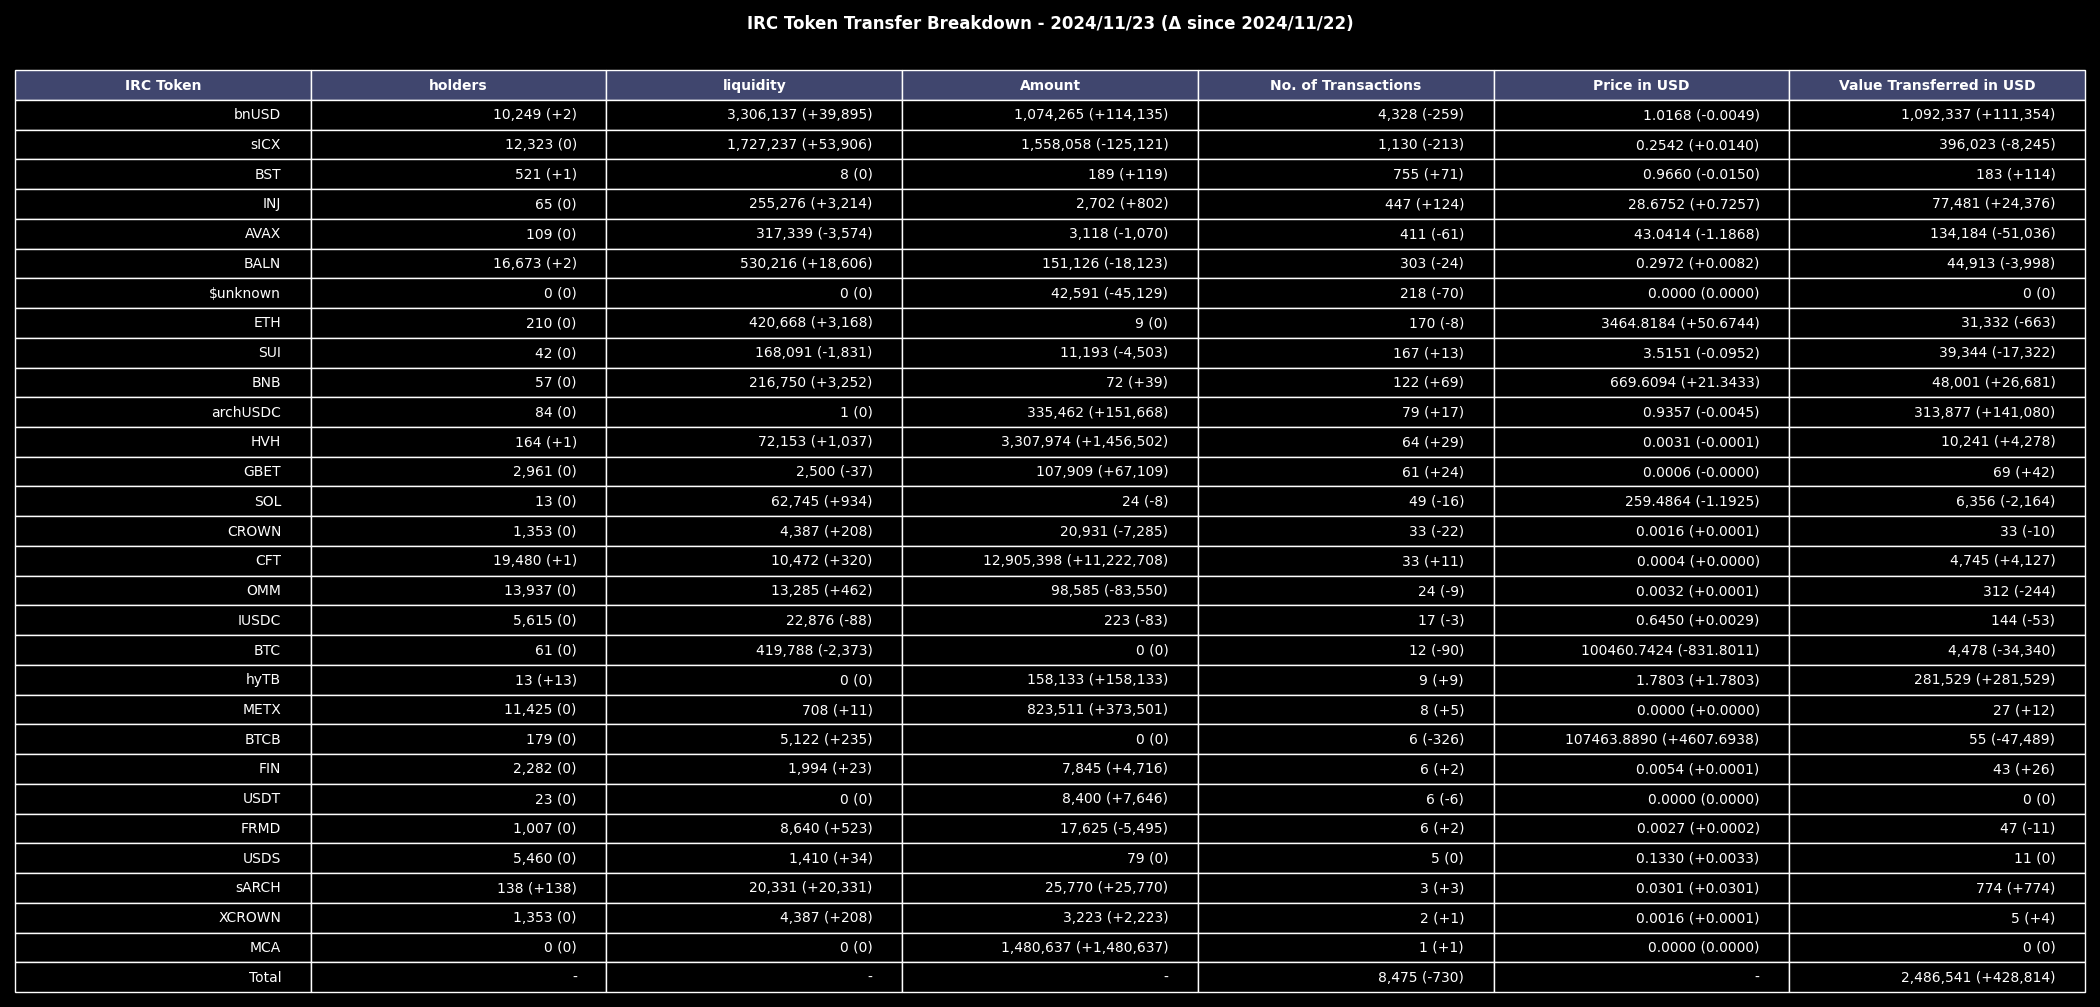 IRC Token Transfer Breakdown - 2024/11/23 (Δ since 2024/11/22)
IRC Token holders liquidity Amount No. of Transactions Price in USD Value Transferred in USD
bnUSD 10,249 (+2) 3,306,137 (+39,895) 1,074,265 (+114,135) 4,328 (-259) 1.0168 (-0.0049) 1,092,337 (+111,354)
sICX 12,323 (0) 1,727,237 (+53,906) 1,558,058 (-125,121) 1,130 (-213) 0.2542 (+0.0140) 396,023 (-8,245)
BST 521 (+1) 8 (0) 189 (+119) 755 (+71) 0.9660 (-0.0150) 183 (+114)
INJ 65 (0) 255,276 (+3,214) 2,702 (+802) 447 (+124) 28.6752 (+0.7257) 77,481 (+24,376)
AVAX 109 (0) 317,339 (-3,574) 3,118 (-1,070) 411 (-61) 43.0414 (-1.1868) 134,184 (-51,036)
BALN 16,673 (+2) 530,216 (+18,606) 151,126 (-18,123) 303 (-24) 0.2972 (+0.0082) 44,913 (-3,998)
$unknown 0 (0) 0 (0) 42,591 (-45,129) 218 (-70) 0.0000 (0.0000) 0 (0)
ETH 210 (0) 420,668 (+3,168) 9 (0) 170 (-8) 3464.8184 (+50.6744) 31,332 (-663)
SUI 42 (0) 168,091 (-1,831) 11,193 (-4,503) 167 (+13) 3.5151 (-0.0952) 39,344 (-17,322)
BNB 57 (0) 216,750 (+3,252) 72 (+39) 122 (+69) 669.6094 (+21.3433) 48,001 (+26,681)
archUSDC 84 (0) 1 (0) 335,462 (+151,668) 79 (+17) 0.9357 (-0.0045) 313,877 (+141,080)
HVH 164 (+1) 72,153 (+1,037) 3,307,974 (+1,456,502) 64 (+29) 0.0031 (-0.0001) 10,241 (+4,278)
GBET 2,961 (0) 2,500 (-37) 107,909 (+67,109) 61 (+24) 0.0006 (-0.0000) 69 (+42)
SOL 13 (0) 62,745 (+934) 24 (-8) 49 (-16) 259.4864 (-1.1925) 6,356 (-2,164)
CROWN 1,353 (0) 4,387 (+208) 20,931 (-7,285) 33 (-22) 0.0016 (+0.0001) 33 (-10)
CFT 19,480 (+1) 10,472 (+320) 12,905,398 (+11,222,708) 33 (+11) 0.0004 (+0.0000) 4,745 (+4,127)
OMM 13,937 (0) 13,285 (+462) 98,585 (-83,550) 24 (-9) 0.0032 (+0.0001) 312 (-244)
IUSDC 5,615 (0) 22,876 (-88) 223 (-83) 17 (-3) 0.6450 (+0.0029) 144 (-53)
BTC 61 (0) 419,788 (-2,373) 0 (0) 12 (-90) 100460.7424 (-831.8011) 4,478 (-34,340)
hyTB 13 (+13) 0 (0) 158,133 (+158,133) 9 (+9) 1.7803 (+1.7803) 281,529 (+281,529)
METX 11,425 (0) 708 (+11) 823,511 (+373,501) 8 (+5) 0.0000 (+0.0000) 27 (+12)
BTCB 179 (0) 5,122 (+235) 0 (0) 6 (-326) 107463.8890 (+4607.6938) 55 (-47,489)
FIN 2,282 (0) 1,994 (+23) 7,845 (+4,716) 6 (+2) 0.0054 (+0.0001) 43 (+26)
USDT 23 (0) 0 (0) 8,400 (+7,646) 6 (-6) 0.0000 (0.0000) 0 (0)
FRMD 1,007 (0) 8,640 (+523) 17,625 (-5,495) 6 (+2) 0.0027 (+0.0002) 47 (-11)
USDS 5,460 (0) 1,410 (+34) 79 (0) 5 (0) 0.1330 (+0.0033) 11 (0)
sARCH 138 (+138) 20,331 (+20,331) 25,770 (+25,770) 3 (+3) 0.0301 (+0.0301) 774 (+774)
XCROWN 1,353 (0) 4,387 (+208) 3,223 (+2,223) 2 (+1) 0.0016 (+0.0001) 5 (+4)
MCA 0 (0) 0 (0) 1,480,637 (+1,480,637) 1 (+1) 0.0000 (0.0000) 0 (0)
Total - - - 8,475 (-730) - 2,486,541 (+428,814)